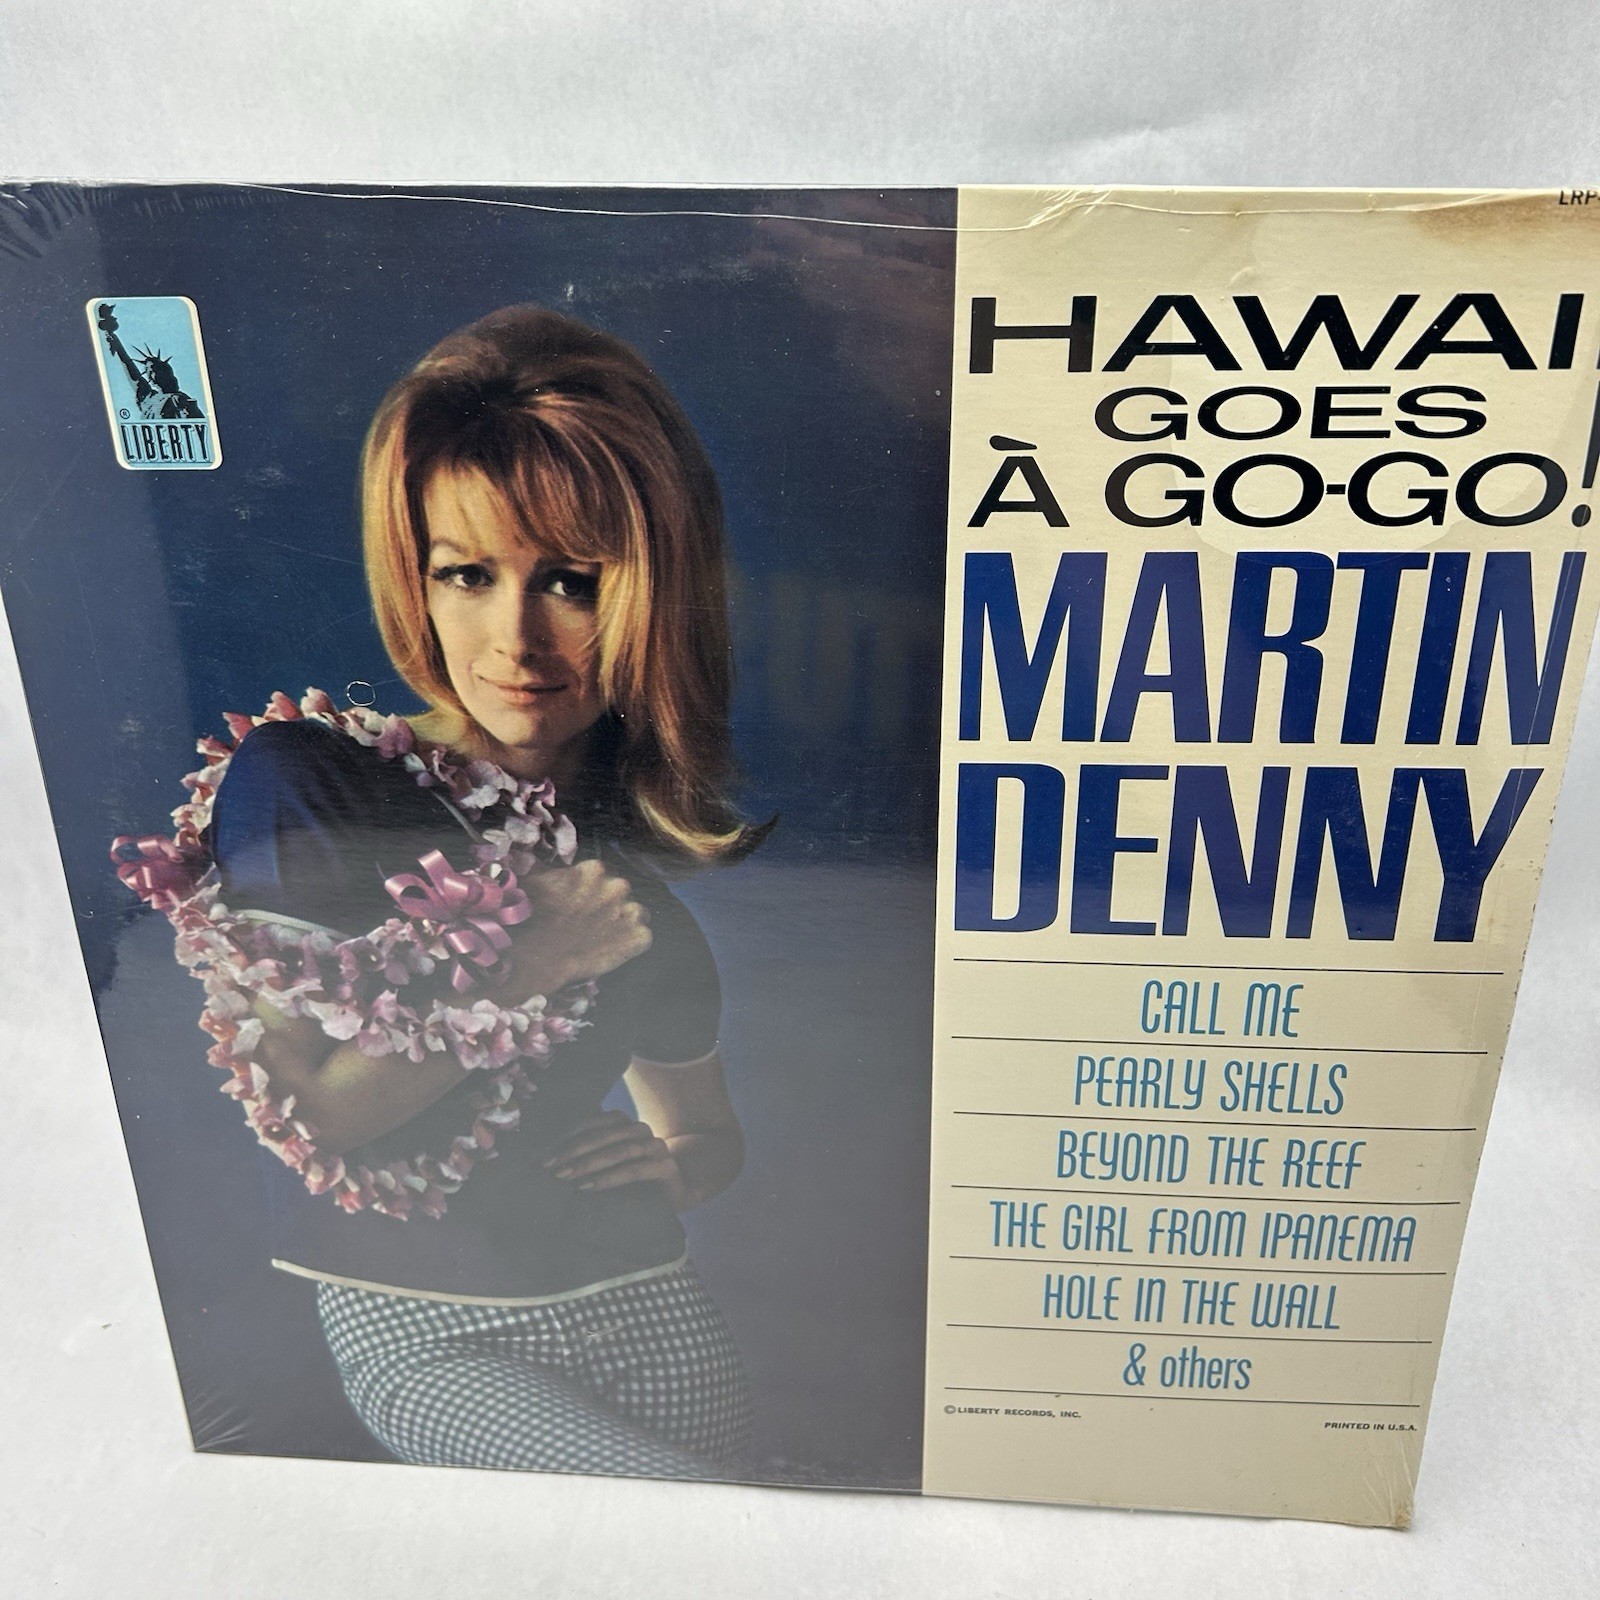 LRP-
® LIBERTY
HAWAII
GOES
À GO-GO!
MARTIN
DENNY
CALL ME
PEARLY SHELLS
BEYOND THE REEF
THE GIRL FROM IPANEMA
HOLE IN THE WALL
& others
© LIBERTY RECORDS, INC.
PRINTED IN U.S.A.